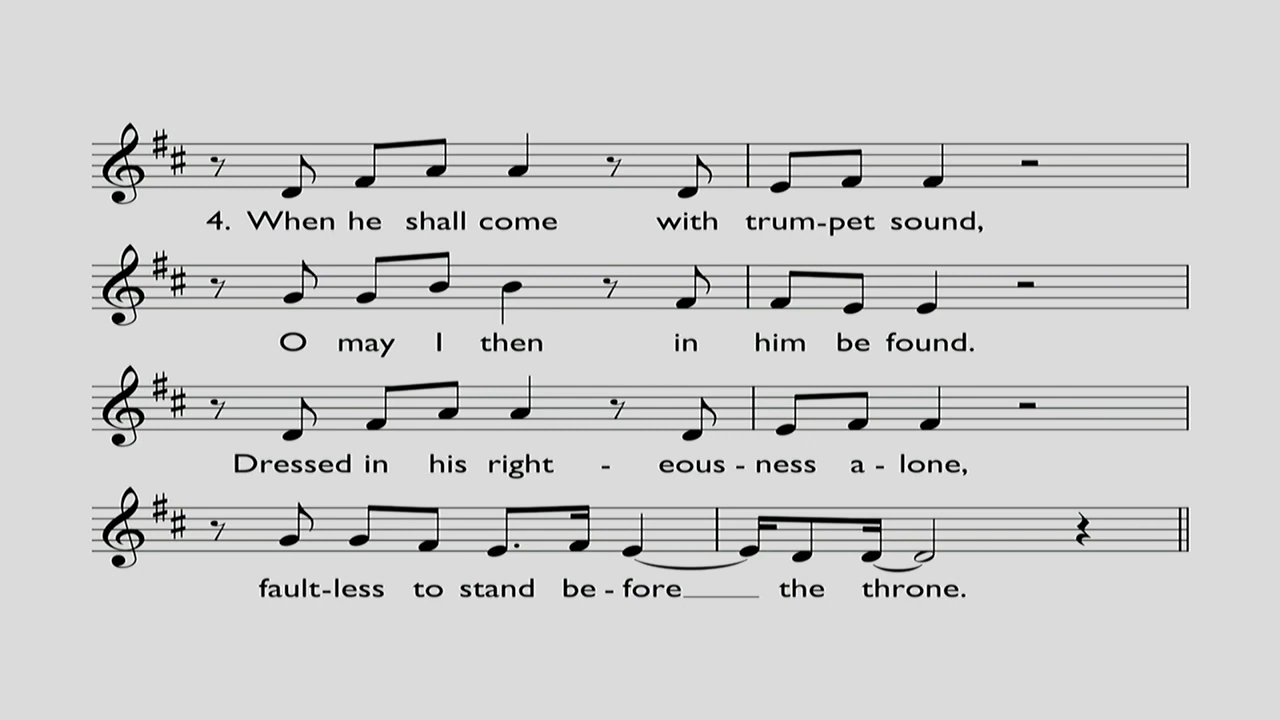 4. When he shall come with trum-pet sound,
O may I then in him be found.
Dressed in his right - eous - ness a - lone,
fault-less to stand be - fore____ the throne.